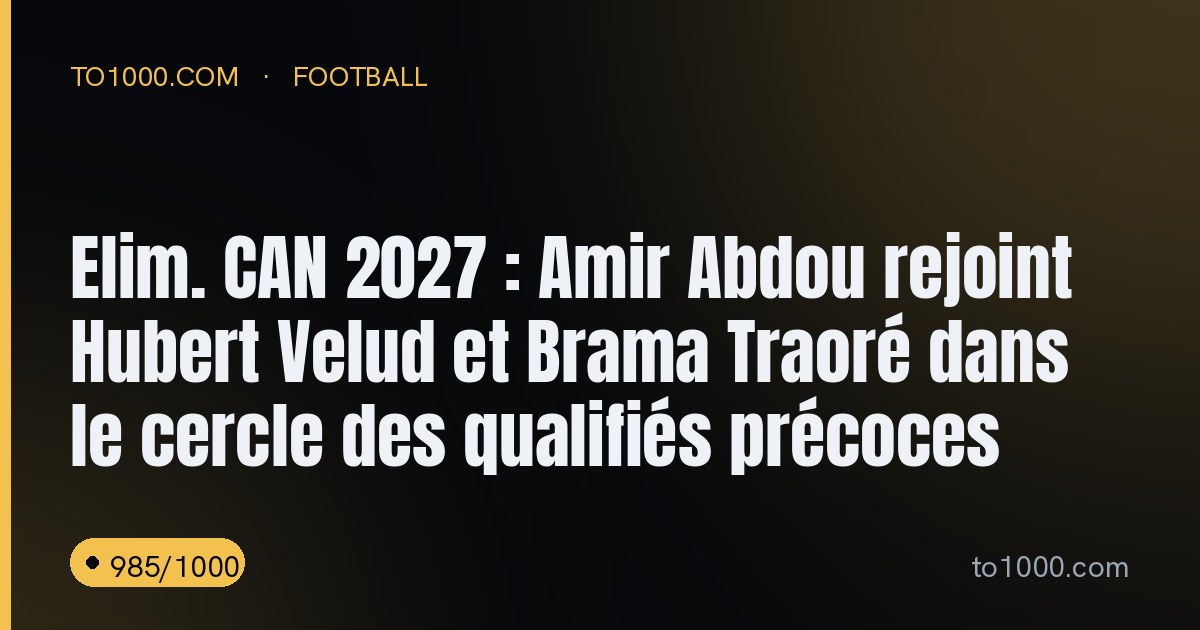 TO1000.COM · FOOTBALL
Elim. CAN 2027 : Amir Abdou rejoint
Hubert Velud et Brama Traoré dans
le cercle des qualifiés précoces
985/1000
to1000.com